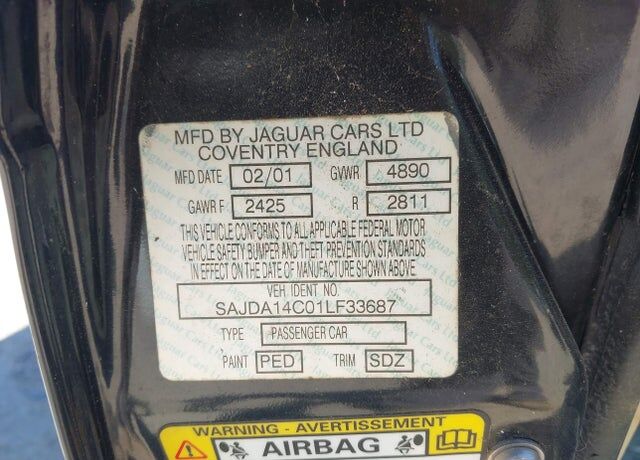 MFD BY JAGUAR CARS LTD
COVENTRY ENGLAND
MFD DATE 02/01 GVWR 4890
GAWR F 2425 R 2811
THIS VEHICLE CONFORMS TO ALL APPLICABLE FEDERAL MOTOR
VEHICLE SAFETY BUMPER AND THEFT PREVENTION STANDARDS
IN EFFECT ON THE DATE OF MANUFACTURE SHOWN ABOVE
VEH IDENT NO.
SAJDA14C01LF33687
TYPE PASSENGER CAR
PAINT PED TRIM SDZ
WARNING - AVERTISSEMENT
AIRBAG